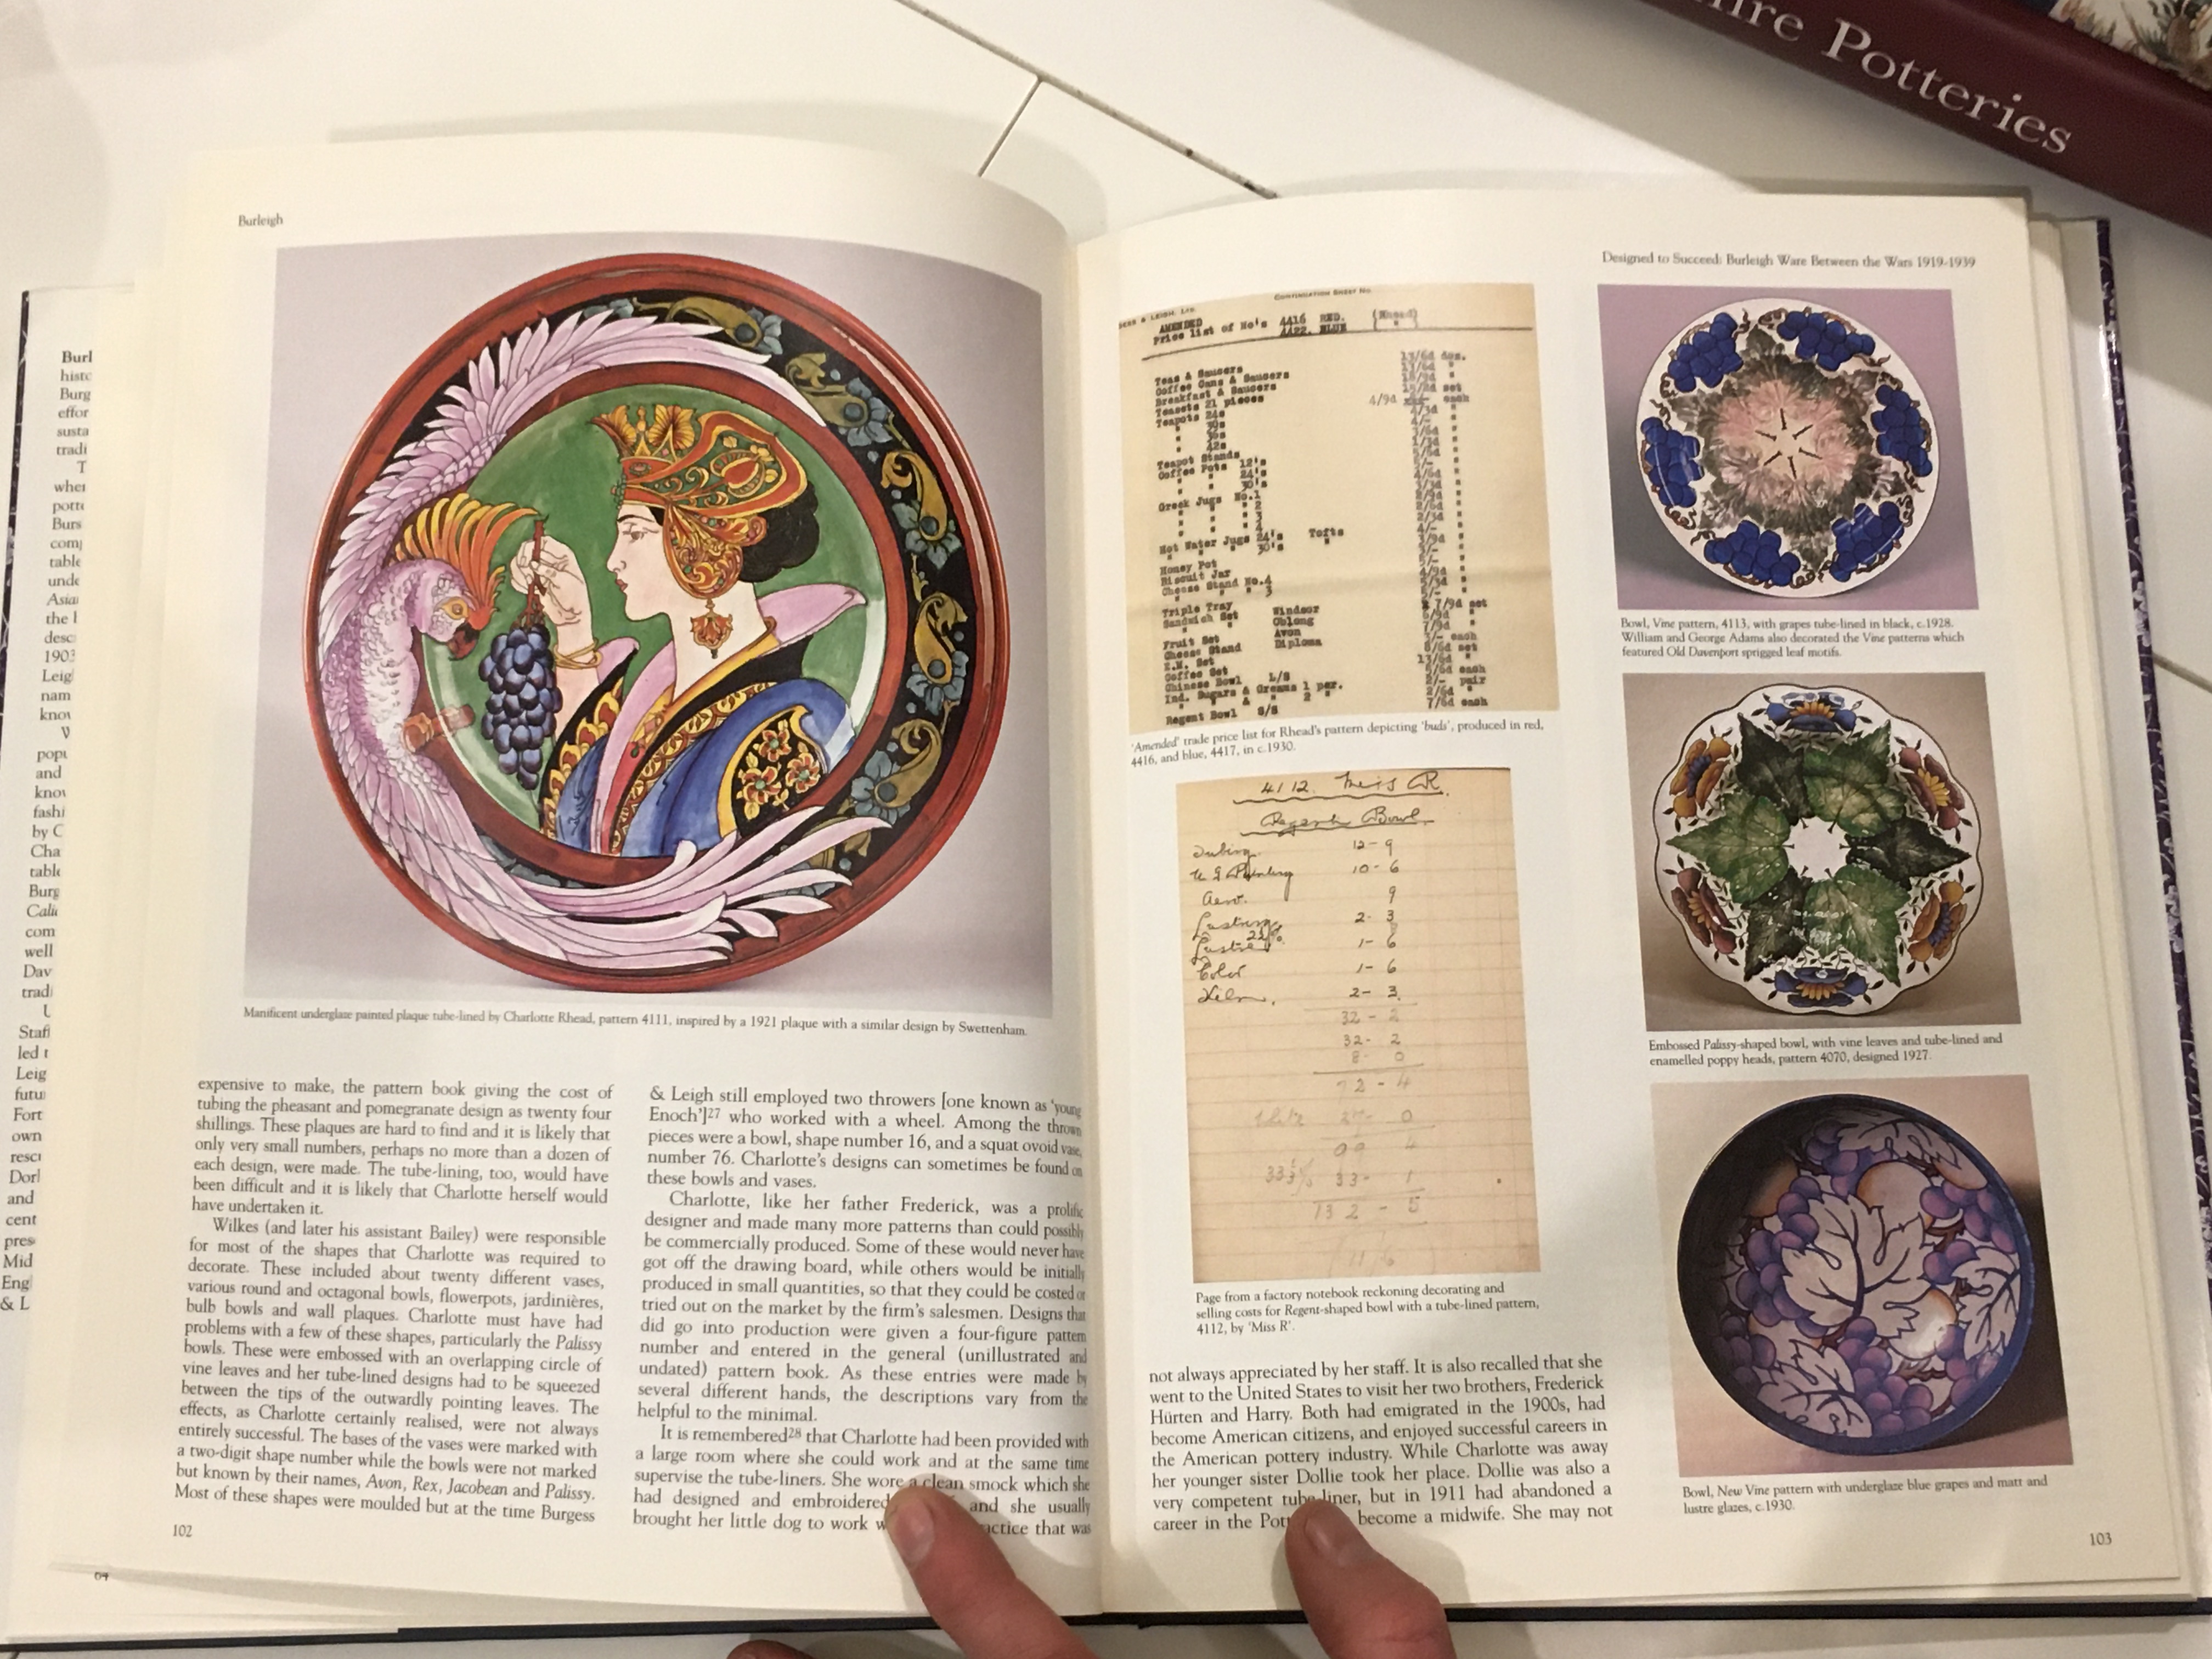 Potteries
Burleigh
Manificent underglaze painted plaque tube-lined by Charlotte Rhead, pattern 4111, inspired by a 1921 plaque with a similar design by Swettenham.
expensive to make, the pattern book giving the cost of
tubing the pheasant and pomegranate design as twenty four
shillings. These plaques are hard to find and it is likely that
only very small numbers, perhaps no more than a dozen of
each design, were made. The tube-lining, too, would have
been difficult and it is likely that Charlotte herself would
have undertaken it.
Wilkes (and later his assistant Bailey) were responsible
for most of the shapes that Charlotte was required to
decorate. These included about twenty different vases,
various round and octagonal bowls, flowerpots, jardinières,
bulb bowls and wall plaques. Charlotte must have had
problems with a few of these shapes, particularly the Palissy
bowls. These were embossed with an overlapping circle of
vine leaves and her tube-lined designs had to be squeezed
between the tips of the outwardly pointing leaves. The
effects, as Charlotte certainly realised, were not always
entirely successful. The bases of the vases were marked with
a two-digit shape number while the bowls were not marked
but known by their names, Avon, Rex, Jacobean and Palissy.
Most of these shapes were moulded but at the time Burgess
102
& Leigh still employed two throwers [one known as 'young
Enoch']27 who worked with a wheel. Among the thrown
pieces were a bowl, shape number 16, and a squat ovoid vase,
number 76. Charlotte's designs can sometimes be found on
these bowls and vases.
Charlotte, like her father Frederick, was a prolific
designer and made many more patterns than could possibly
be commercially produced. Some of these would never have
got off the drawing board, while others would be initially
produced in small quantities, so that they could be costed or
tried out on the market by the firm's salesmen. Designs that
did go into production were given a four-figure pattern
number and entered in the general (unillustrated and
undated) pattern book. As these entries were made by
several different hands, the descriptions vary from the
helpful to the minimal.
It is remembered28 that Charlotte had been provided with
a large room where she could work and at the same time
supervise the tube-liners. She wore a clean smock which she
had designed and embroidered and she usually
brought her little dog to work that was
Designed to Succeed: Burleigh Ware Between the Wars 1919-1939
CONTINUATION SHEET No.
& LEIGH, Ltd.
AMENDED
Price list of No's 4416 RED.
4422. BLUE
(Rhead)
Teas & Saucers 13/6d doz.
Coffee Cans & Saucers
Breakfast & Saucers
Teasets 21 pieces set
Teapots 24s 4/9d each
30s
36s
42s
Teapot Stands
Coffee Pots 12's
24's
30's
Greek Jugs No.1
2
3
4
Hot Water Jugs 24's Tofts
30's
Honey Pot
Biscuit Jar
Cheese Stand No.4
3
Triple Tray 7/9d set
Sandwich Set Windsor
Oblong
Fruit Set Avon
Cheese Stand Diploma each
E.M. Set set
Coffee Set
Chinese Bowl L/S each
Ind. Sugars & Creams 1 per. 2/- pair
2 2/6d
Regent Bowl S/S 7/6d each
'Amended' trade price list for Rhead's pattern depicting 'buds', produced in red,
4416, and blue, 4417, in c.1930.
4112. Miss R.
Regent Bowl.
Tubing. 12-9
U G Painting 10-6
Aero. 9
Lustring 2-3
Lustre 22% 1-6
Color 1-6
Kiln. 2-3.
32-2
32-2
8-0
72-4
33 1/3 % 33-1
132-5
Page from a factory notebook reckoning decorating and
selling costs for Regent-shaped bowl with a tube-lined pattern,
4112, by 'Miss R'.
not always appreciated by her staff. It is also recalled that she
went to the United States to visit her two brothers, Frederick
Hürten and Harry. Both had emigrated in the 1900s, had
become American citizens, and enjoyed successful careers in
the American pottery industry. While Charlotte was away
her younger sister Dollie took her place. Dollie was also a
very competent tube-liner, but in 1911 had abandoned a
career in the become a midwife. She may not
Bowl, Vine pattern, 4113, with grapes tube-lined in black, c.1928.
William and George Adams also decorated the Vine patterns which
featured Old Davenport sprigged leaf motifs.
Embossed Palissy-shaped bowl, with vine leaves and tube-lined and
enamelled poppy heads, pattern 4070, designed 1927.
Bowl, New Vine pattern with underglaze blue grapes and matt and
lustre glazes, c.1930.
103